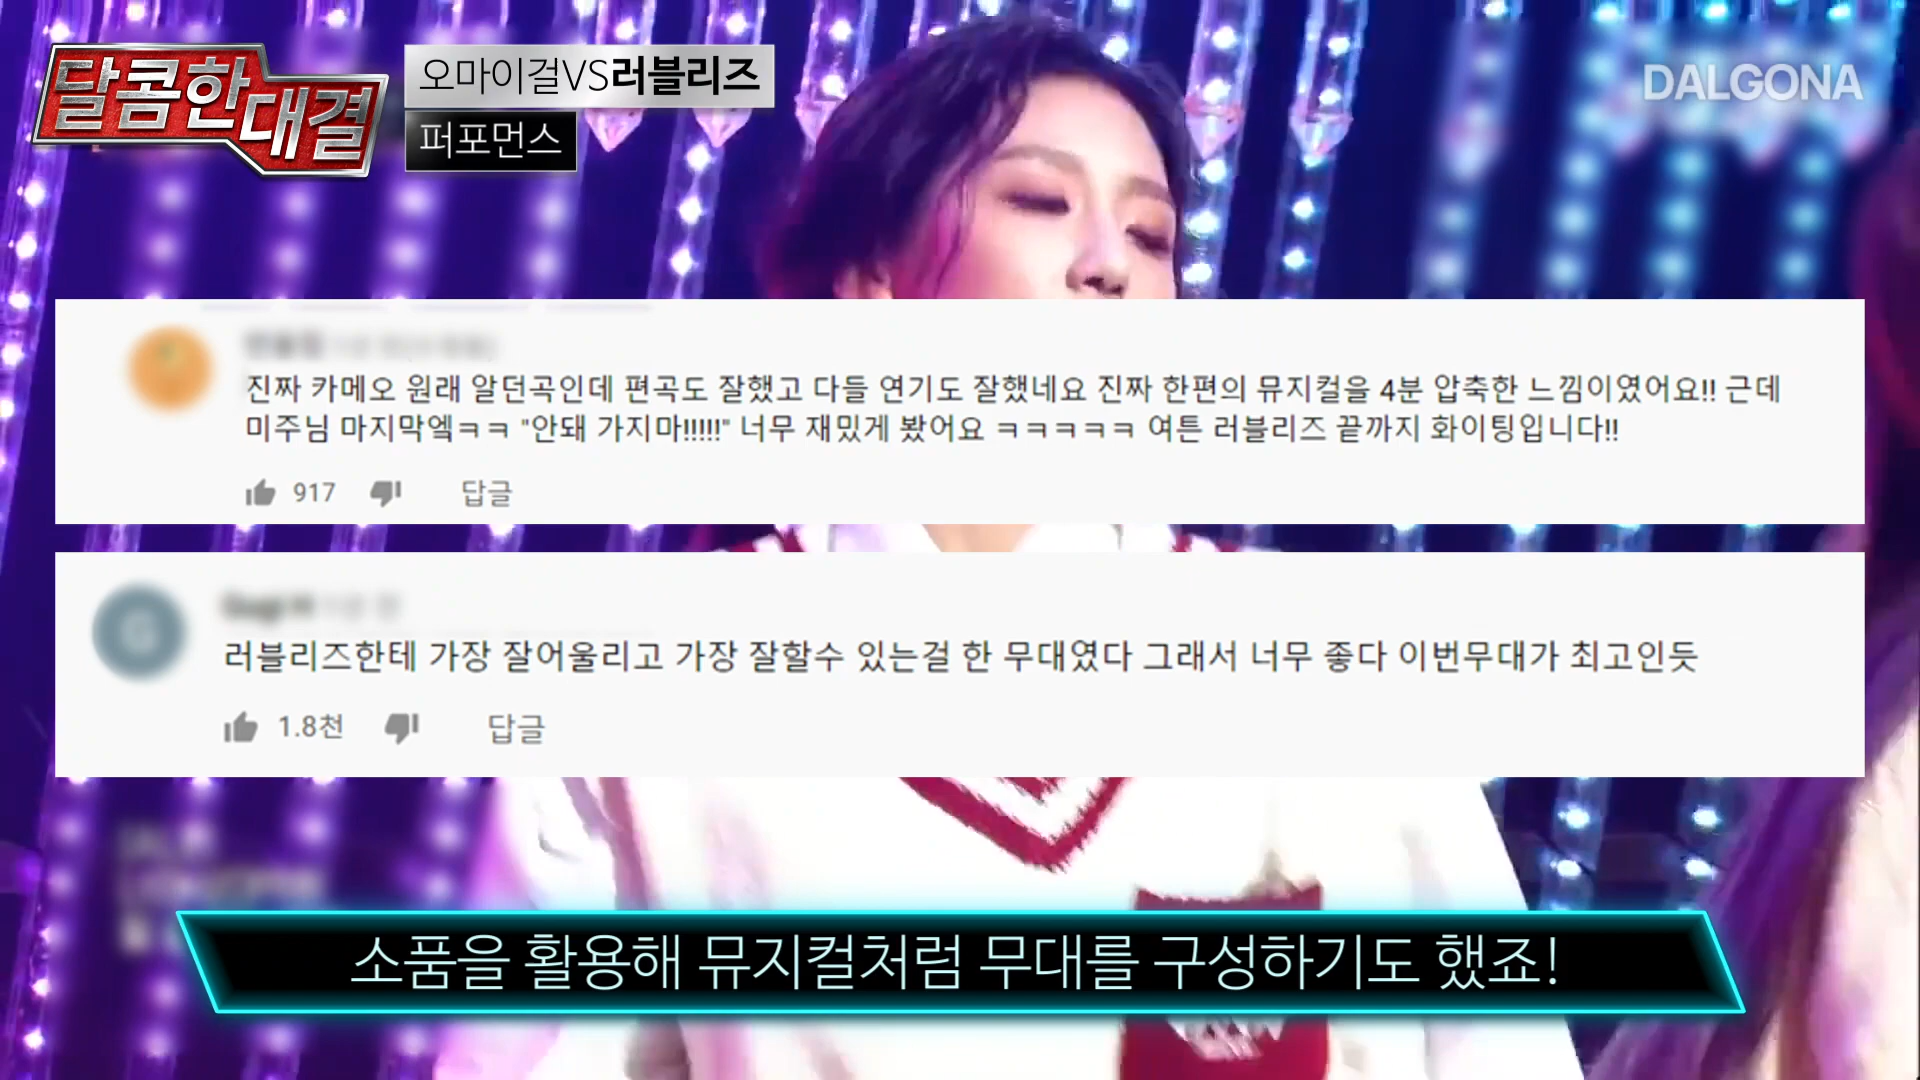 달콤한대결
오마이걸VS러블리즈
퍼포먼스
DALGONA
진짜 카메오 원래 알던곡인데 편곡도 잘했고 다들 연기도 잘했네요 진짜 한편의 뮤지컬을 4분 압축한 느낌이였어요!! 근데
미주님 마지막엨ㅋㅋ "안돼 가지마!!!!!" 너무 재밌게 봤어요 ㅋㅋㅋㅋㅋ 여튼 러블리즈 끝까지 화이팅입니다!!
917 답글
G
러블리즈한테 가장 잘어울리고 가장 잘할수 있는걸 한 무대였다 그래서 너무 좋다 이번무대가 최고인듯
1.8천 답글
소품을 활용해 뮤지컬처럼 무대를 구성하기도 했죠!